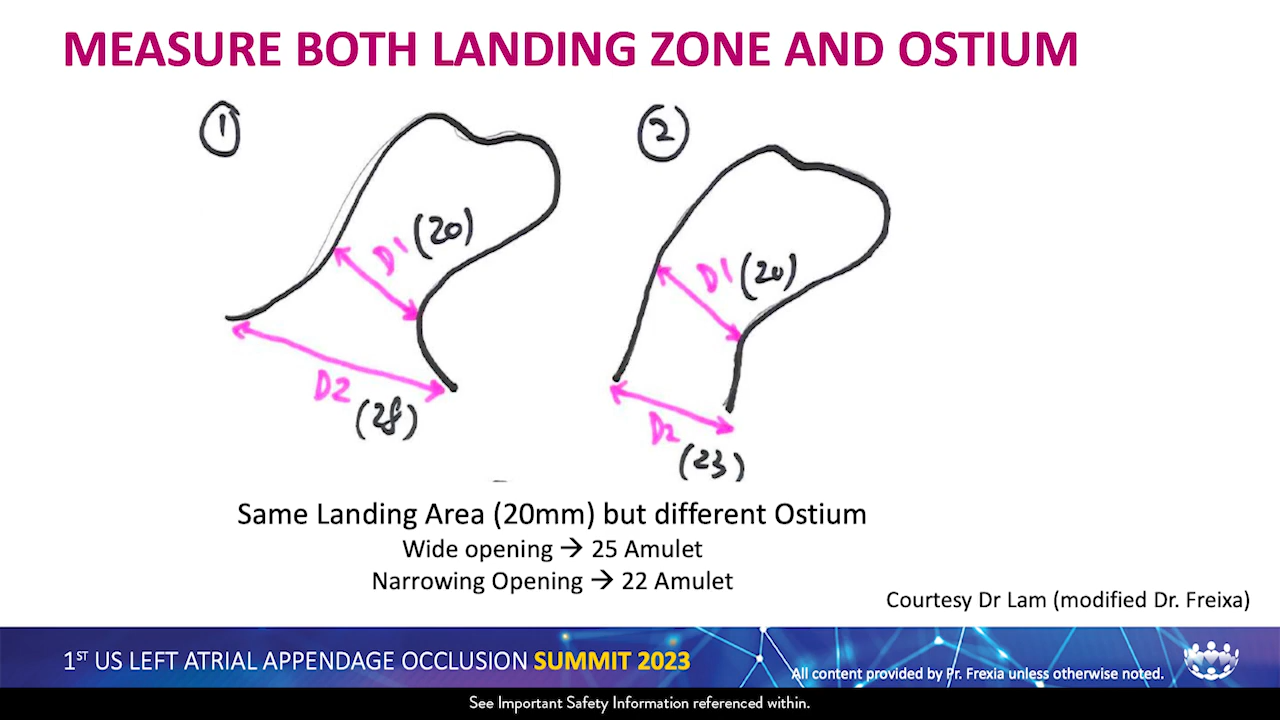 MEASURE BOTH LANDING ZONE AND OSTIUM
1
D1 (20)
D2
(28)
2
D1 (20)
D2
(23)
Same Landing Area (20mm) but different Ostium
Wide opening → 25 Amulet
Narrowing Opening → 22 Amulet
Courtesy Dr Lam (modified Dr. Freixa)
1ST US LEFT ATRIAL APPENDAGE OCCLUSION SUMMIT 2023
All content provided by Pr. Frexia unless otherwise noted.
See Important Safety Information referenced within.